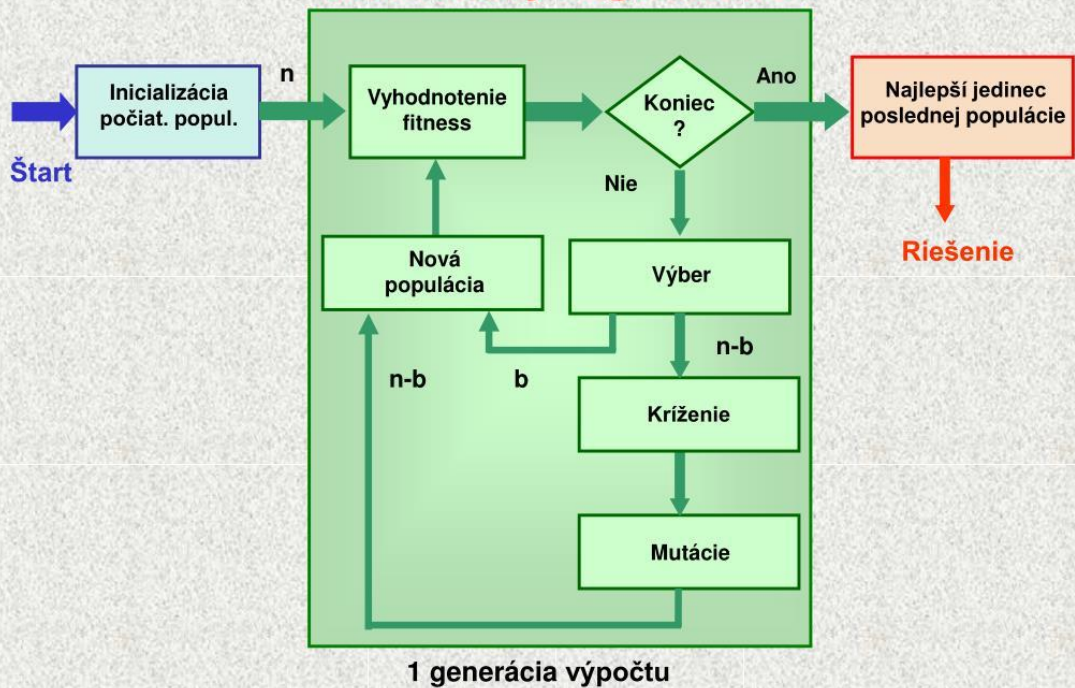 Štart
Inicializácia
počiat. popul.
n
Vyhodnotenie
fitness
Koniec
?
Ano
Najlepší jedinec
poslednej populácie
Nie
Riešenie
Nová
populácia
Výber
n-b
b
n-b
Kríženie
Mutácie
1 generácia výpočtu